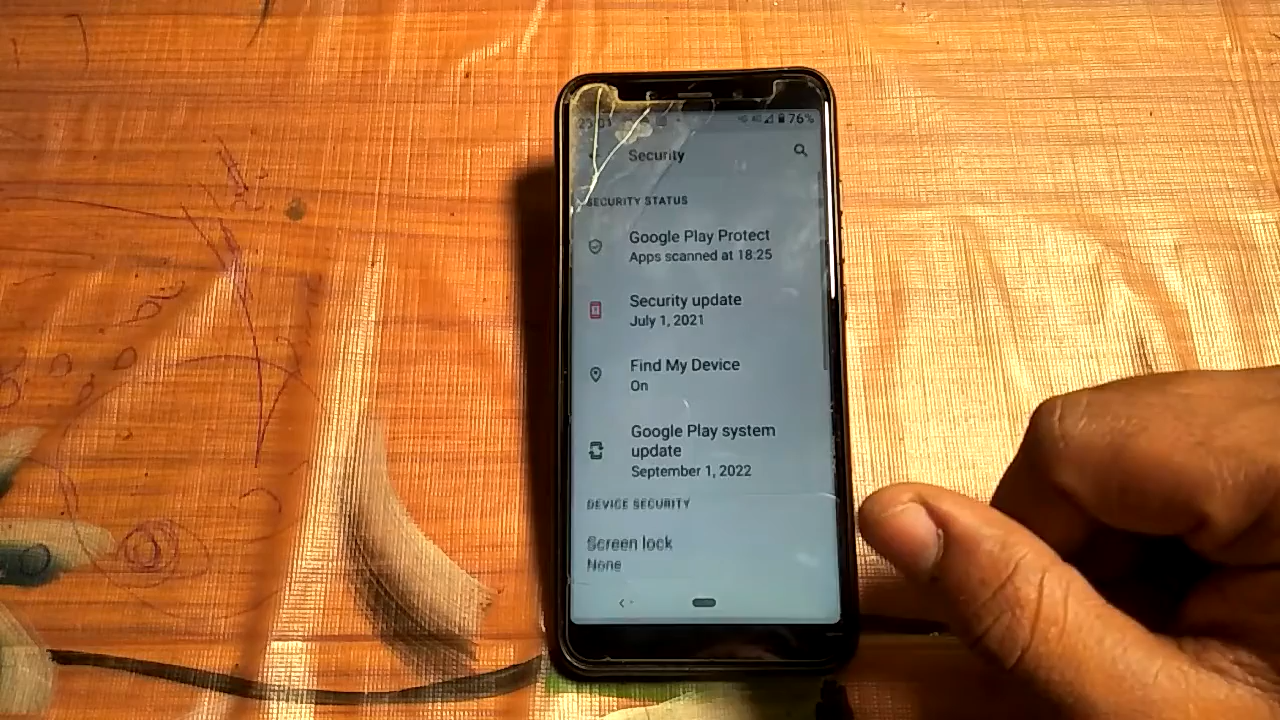 76%
Security
SECURITY STATUS
Google Play Protect
Apps scanned at 18:25
Security update
July 1, 2021
Find My Device
On
Google Play system
update
September 1, 2022
DEVICE SECURITY
Screen lock
None